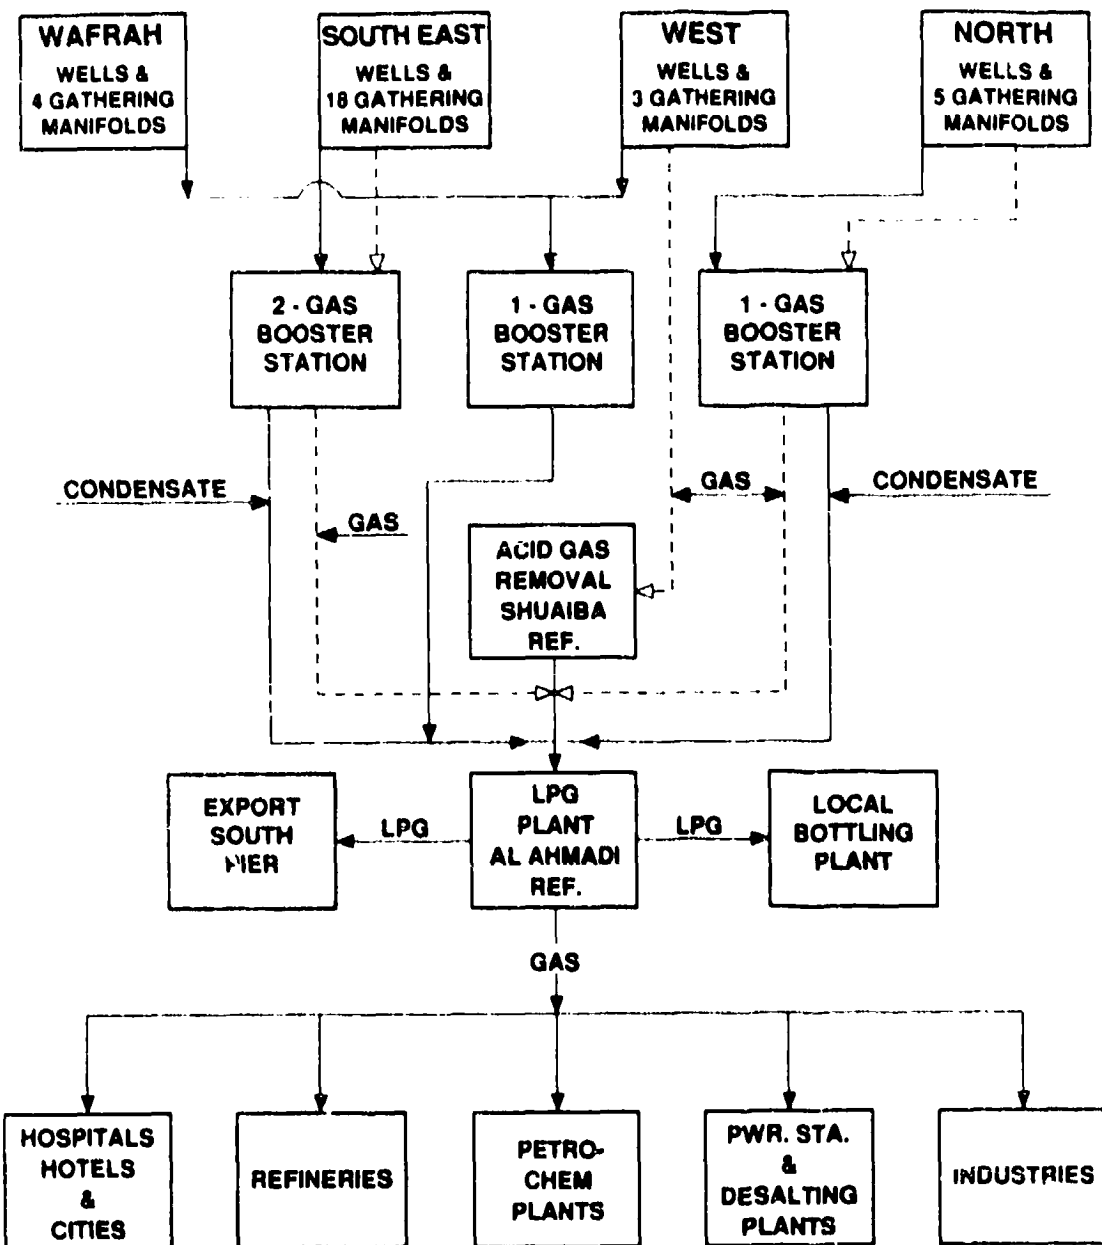 WAFRAH
WELLS &
4 GATHERING
MANIFOLDS
SOUTH EAST
WELLS &
18 GATHERING
MANIFOLDS
WEST
WELLS &
3 GATHERING
MANIFOLDS
NORTH
WELLS &
5 GATHERING
MANIFOLDS
2 - GAS
BOOSTER
STATION
1 - GAS
BOOSTER
STATION
1 - GAS
BOOSTER
STATION
CONDENSATE
GAS
GAS
CONDENSATE
ACID GAS
REMOVAL
SHUAIBA
REF.
EXPORT
SOUTH
PIER
LPG
LPG
PLANT
AL AHMADI
REF.
LPG
LOCAL
BOTTLING
PLANT
GAS
HOSPITALS
HOTELS
&
CITIES
REFINERIES
PETRO-
CHEM
PLANTS
PWR. STA.
&
DESALTING
PLANTS
INDUSTRIES